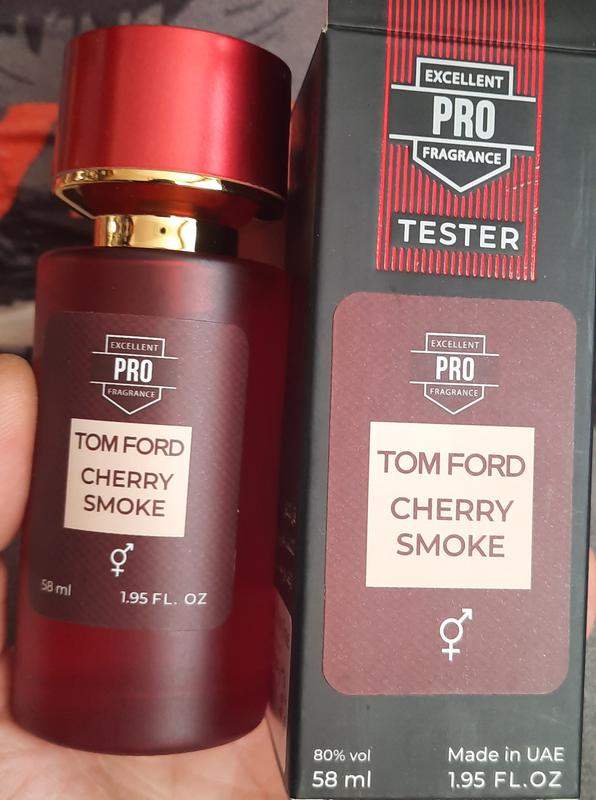 EXCELLENT
PRO
FRAGRANCE
TOM FORD
CHERRY
SMOKE
58 ml
1.95 FL. OZ
EXCELLENT
PRO
FRAGRANCE
TESTER
EXCELLENT
PRO
FRAGRANCE
TOM FORD
CHERRY
SMOKE
80% vol
Made in UAE
58 ml
1.95 FL. OZ